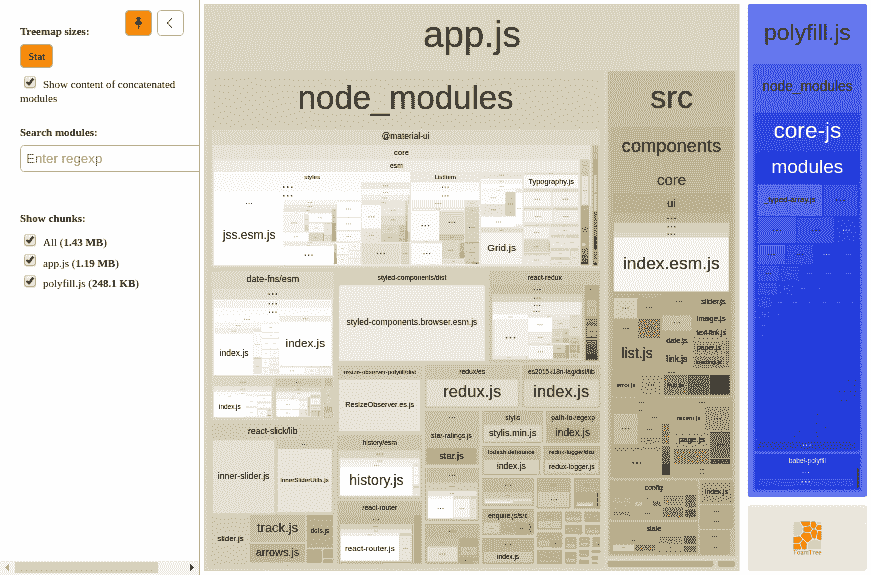 Treemap sizes:
Stat
Show content of concatenated
modules
Search modules:
Enter regexp
Show chunks:
All (1.43 MB)
app.js (1.19 MB)
polyfill.js (248.1 KB)
app.js
node_modules
@material-ui
core
esm
styles
ListItem
...
jss.esm.js
Typography.js
Grid.js
date-fns/esm
...
index.js
index.js
index.js
styled-components/dist
styled-components.browser.esm.js
react-redux
...
resize-observer-polyfill/dist
ResizeObserver.es.js
redux/es
redux.js
es2015-i18n-tag/dist/lib
index.js
react-slick/lib
inner-slider.js
innerSliderUtils.js
slider.js
track.js
dots.js
arrows.js
history/esm
history.js
react-router
react-router.js
star-ratings.js
star.js
stylis
stylis.min.js
path-to-regexp
index.js
lodash.debounce
index.js
redux-logger/dist
redux-logger.js
enquire.js/src
index.js
src
components
core
ui
...
index.esm.js
slider.js
image.js
text-link.js
date.js
list.js
paper.js
link.js
page.js
config
index.js
state
polyfill.js
node_modules
core-js
modules
typed-array.js
...
babel-polyfill
...
FoamTree